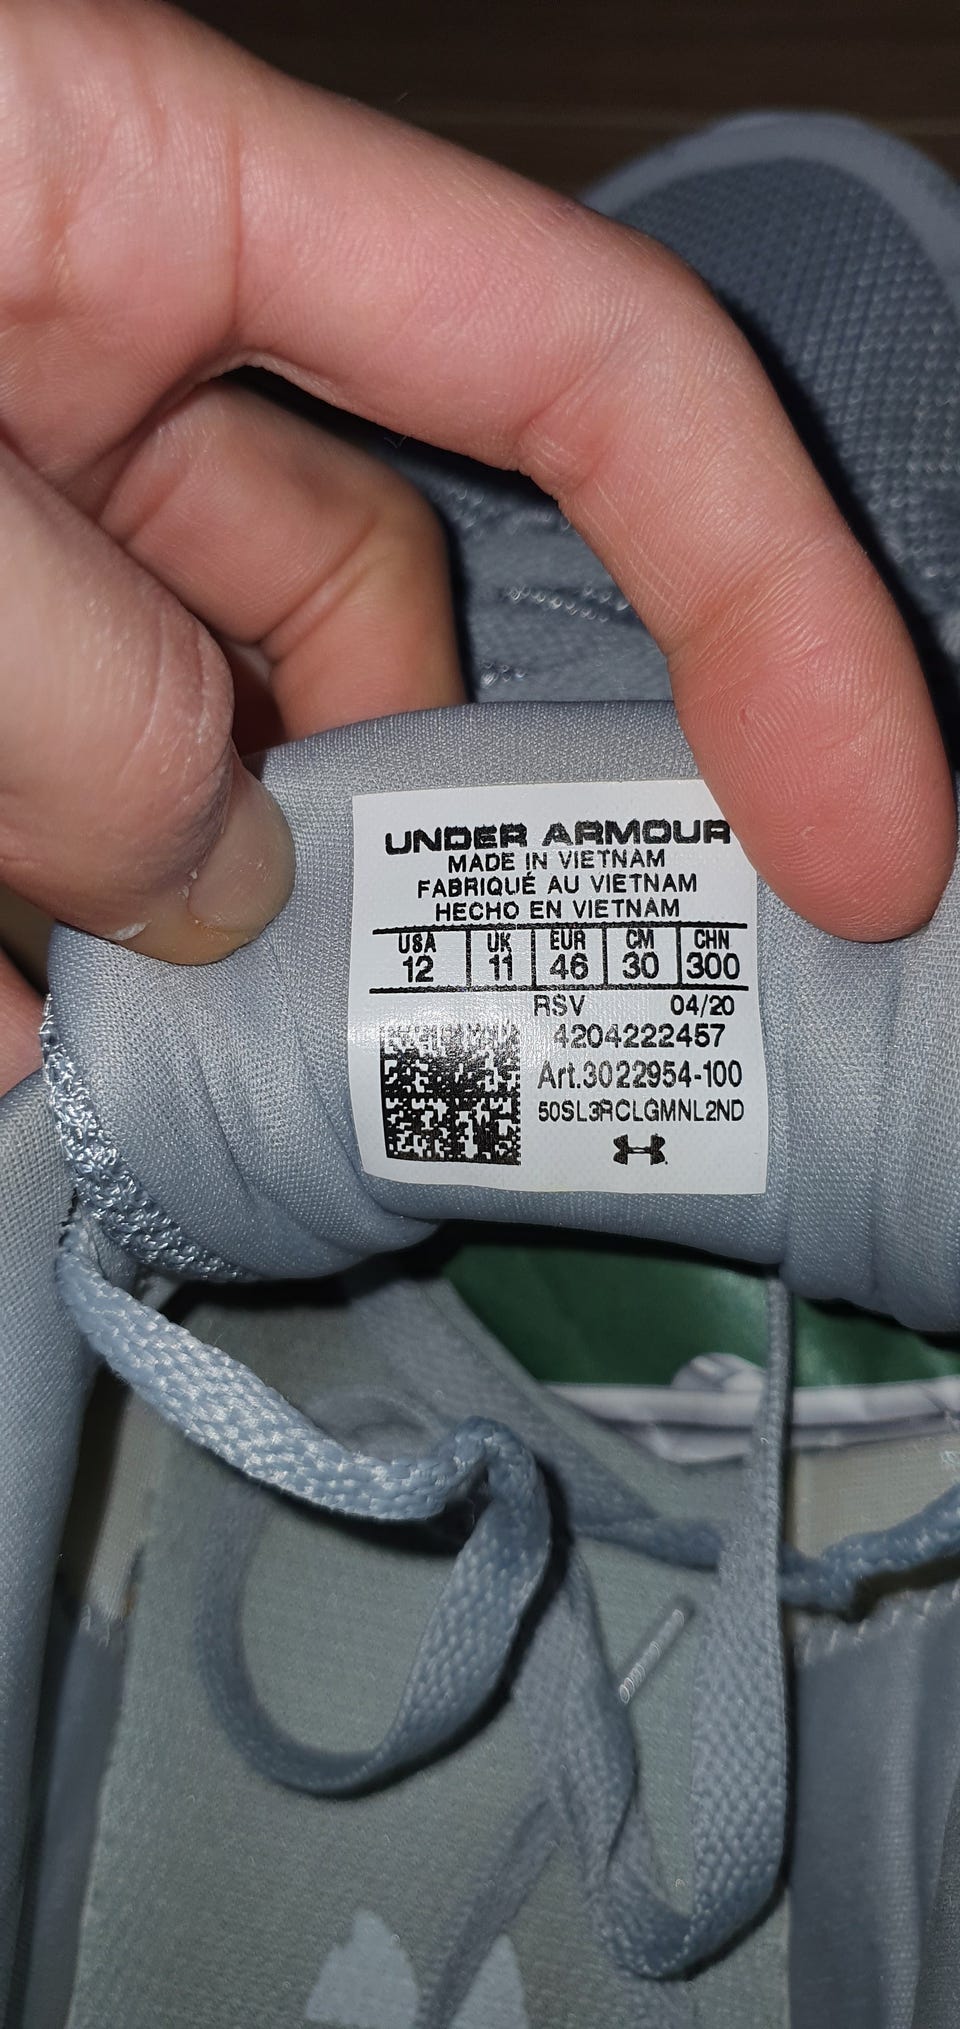 UNDER ARMOUR
MADE IN VIETNAM
FABRIQUÉ AU VIETNAM
HECHO EN VIETNAM
USA UK EUR CM CHN
12 11 46 30 300
RSV 04/20
4204222457
Art.3022954-100
50SL3RCLGMNL2ND